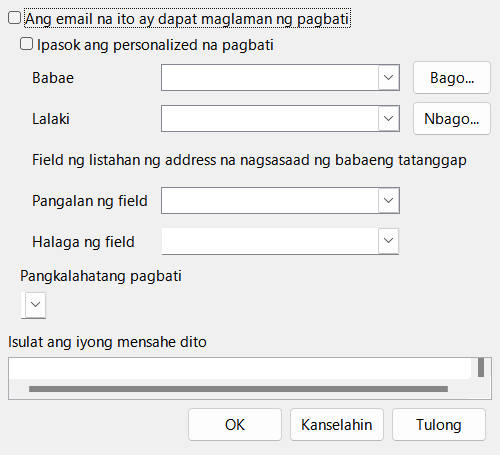 Ang email na ito ay dapat maglaman ng pagbati
Ipasok ang personalized na pagbati
Babae
Bago...
Lalaki
Nbago...
Field ng listahan ng address na nagsasaad ng babaeng tatanggap
Pangalan ng field
Halaga ng field
Pangkalahatang pagbati
Isulat ang iyong mensahe dito
OK Kanselahin Tulong